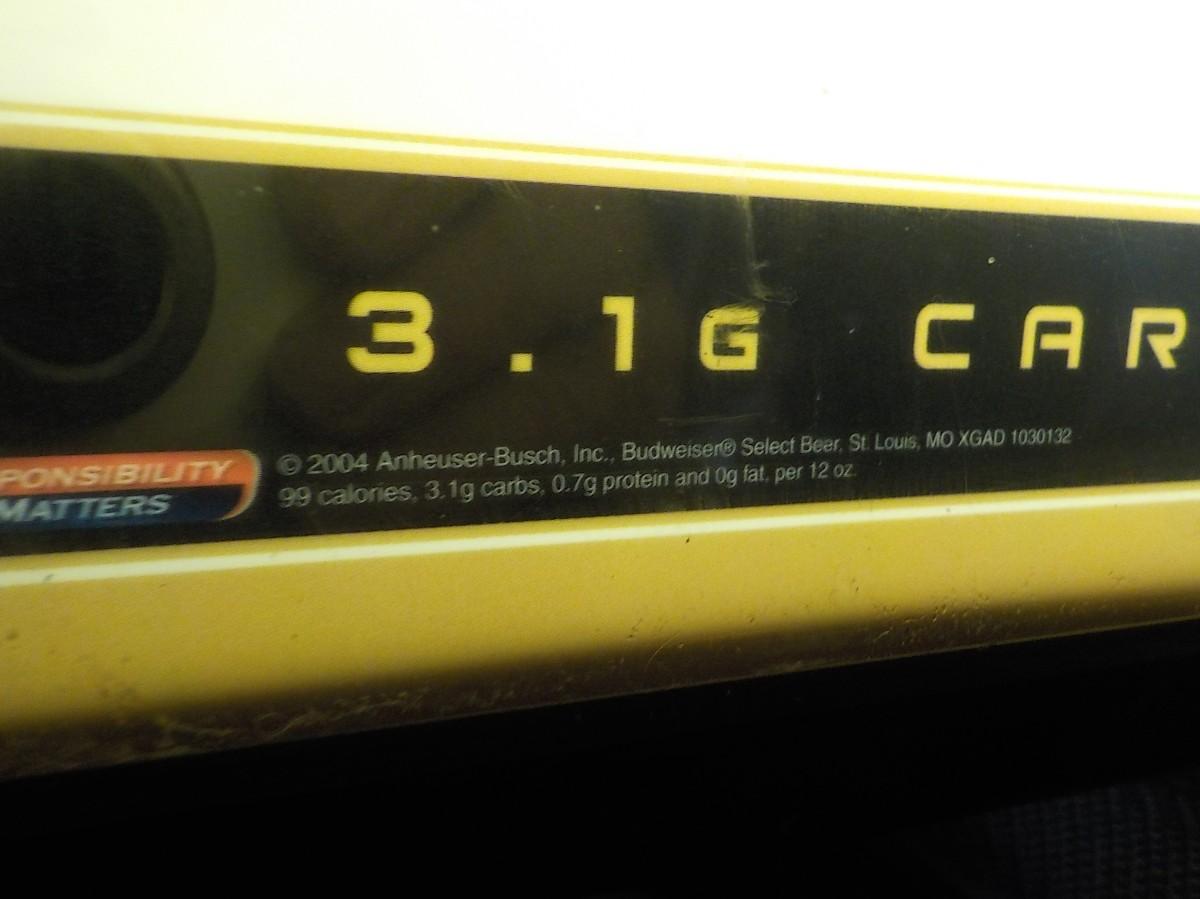 3.1G CAR
PONSIBILITY
MATTERS
© 2004 Anheuser-Busch, Inc., Budweiser® Select Beer, St. Louis, MO XGAD 1030132
99 calories, 3.1g carbs, 0.7g protein and 0g fat, per 12 oz.